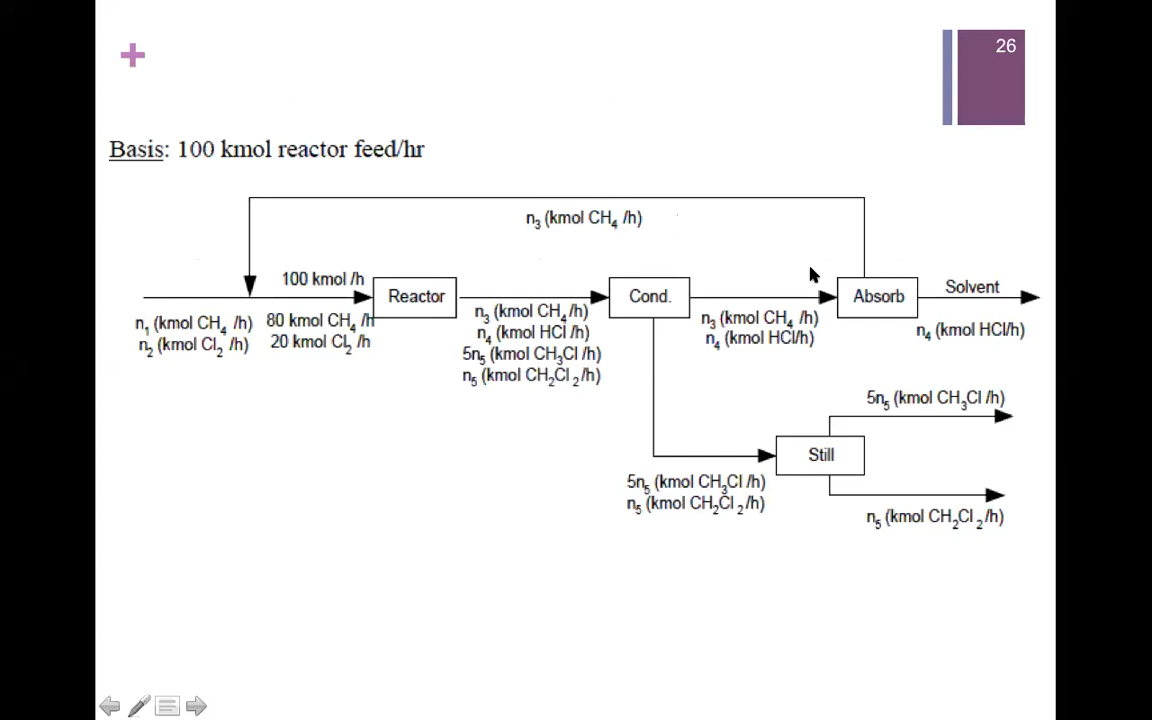 26
Basis: 100 kmol reactor feed/hr
n3 (kmol CH4 /h)
100 kmol /h
Reactor
Cond.
Absorb
Solvent
n1 (kmol CH4 /h)
n2 (kmol Cl2 /h)
80 kmol CH4 /h
20 kmol Cl2 /h
n3 (kmol CH4 /h)
n4 (kmol HCl /h)
5n5 (kmol CH3Cl /h)
n5 (kmol CH2Cl2 /h)
n3 (kmol CH4 /h)
n4 (kmol HCl/h)
n4 (kmol HCl/h)
5n5 (kmol CH3Cl /h)
Still
5n5 (kmol CH3Cl /h)
n5 (kmol CH2Cl2 /h)
n5 (kmol CH2Cl2 /h)